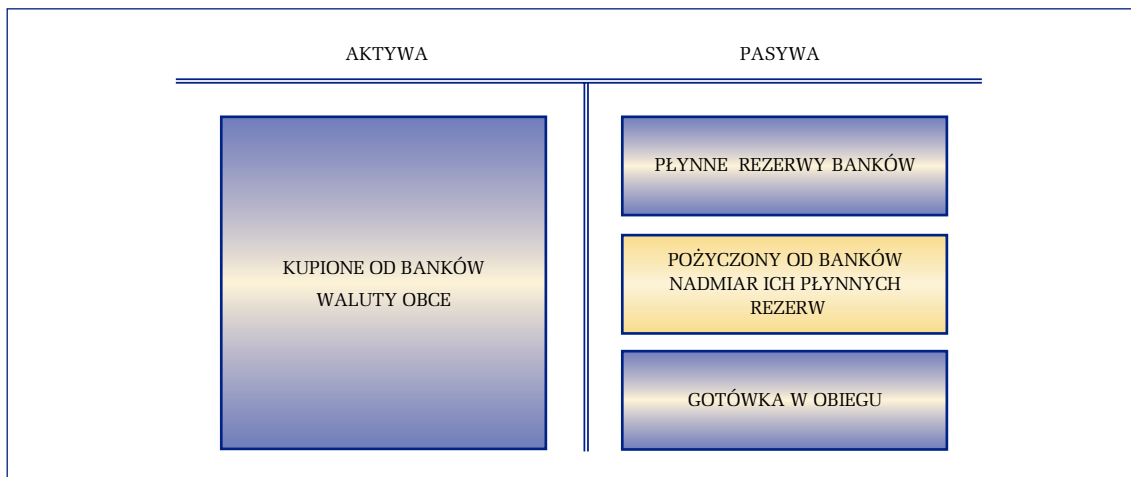 AKTYWA
PASYWA
KUPIONE OD BANKÓW
WALUTY OBCE
PŁYNNE REZERWY BANKÓW
POŻYCZONY OD BANKÓW
NADMIAR ICH PŁYNNYCH
REZERW
GOTÓWKA W OBIEGU